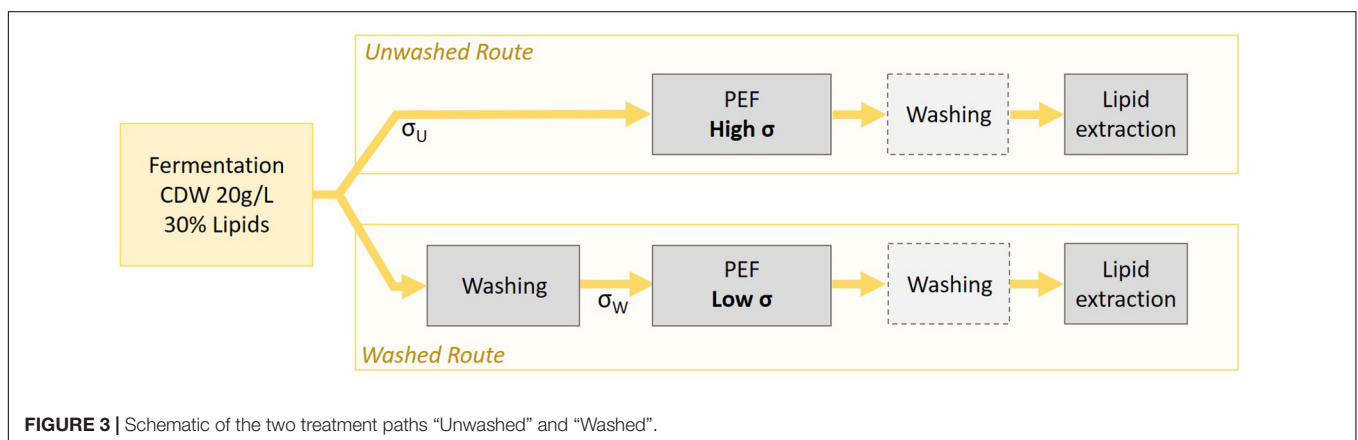 Unwashed Route
σU
PEF
High σ
Washing
Lipid
extraction
Fermentation
CDW 20g/L
30% Lipids
Washing
σW
PEF
Low σ
Washing
Lipid
extraction
Washed Route
FIGURE 3 | Schematic of the two treatment paths “Unwashed” and “Washed”.